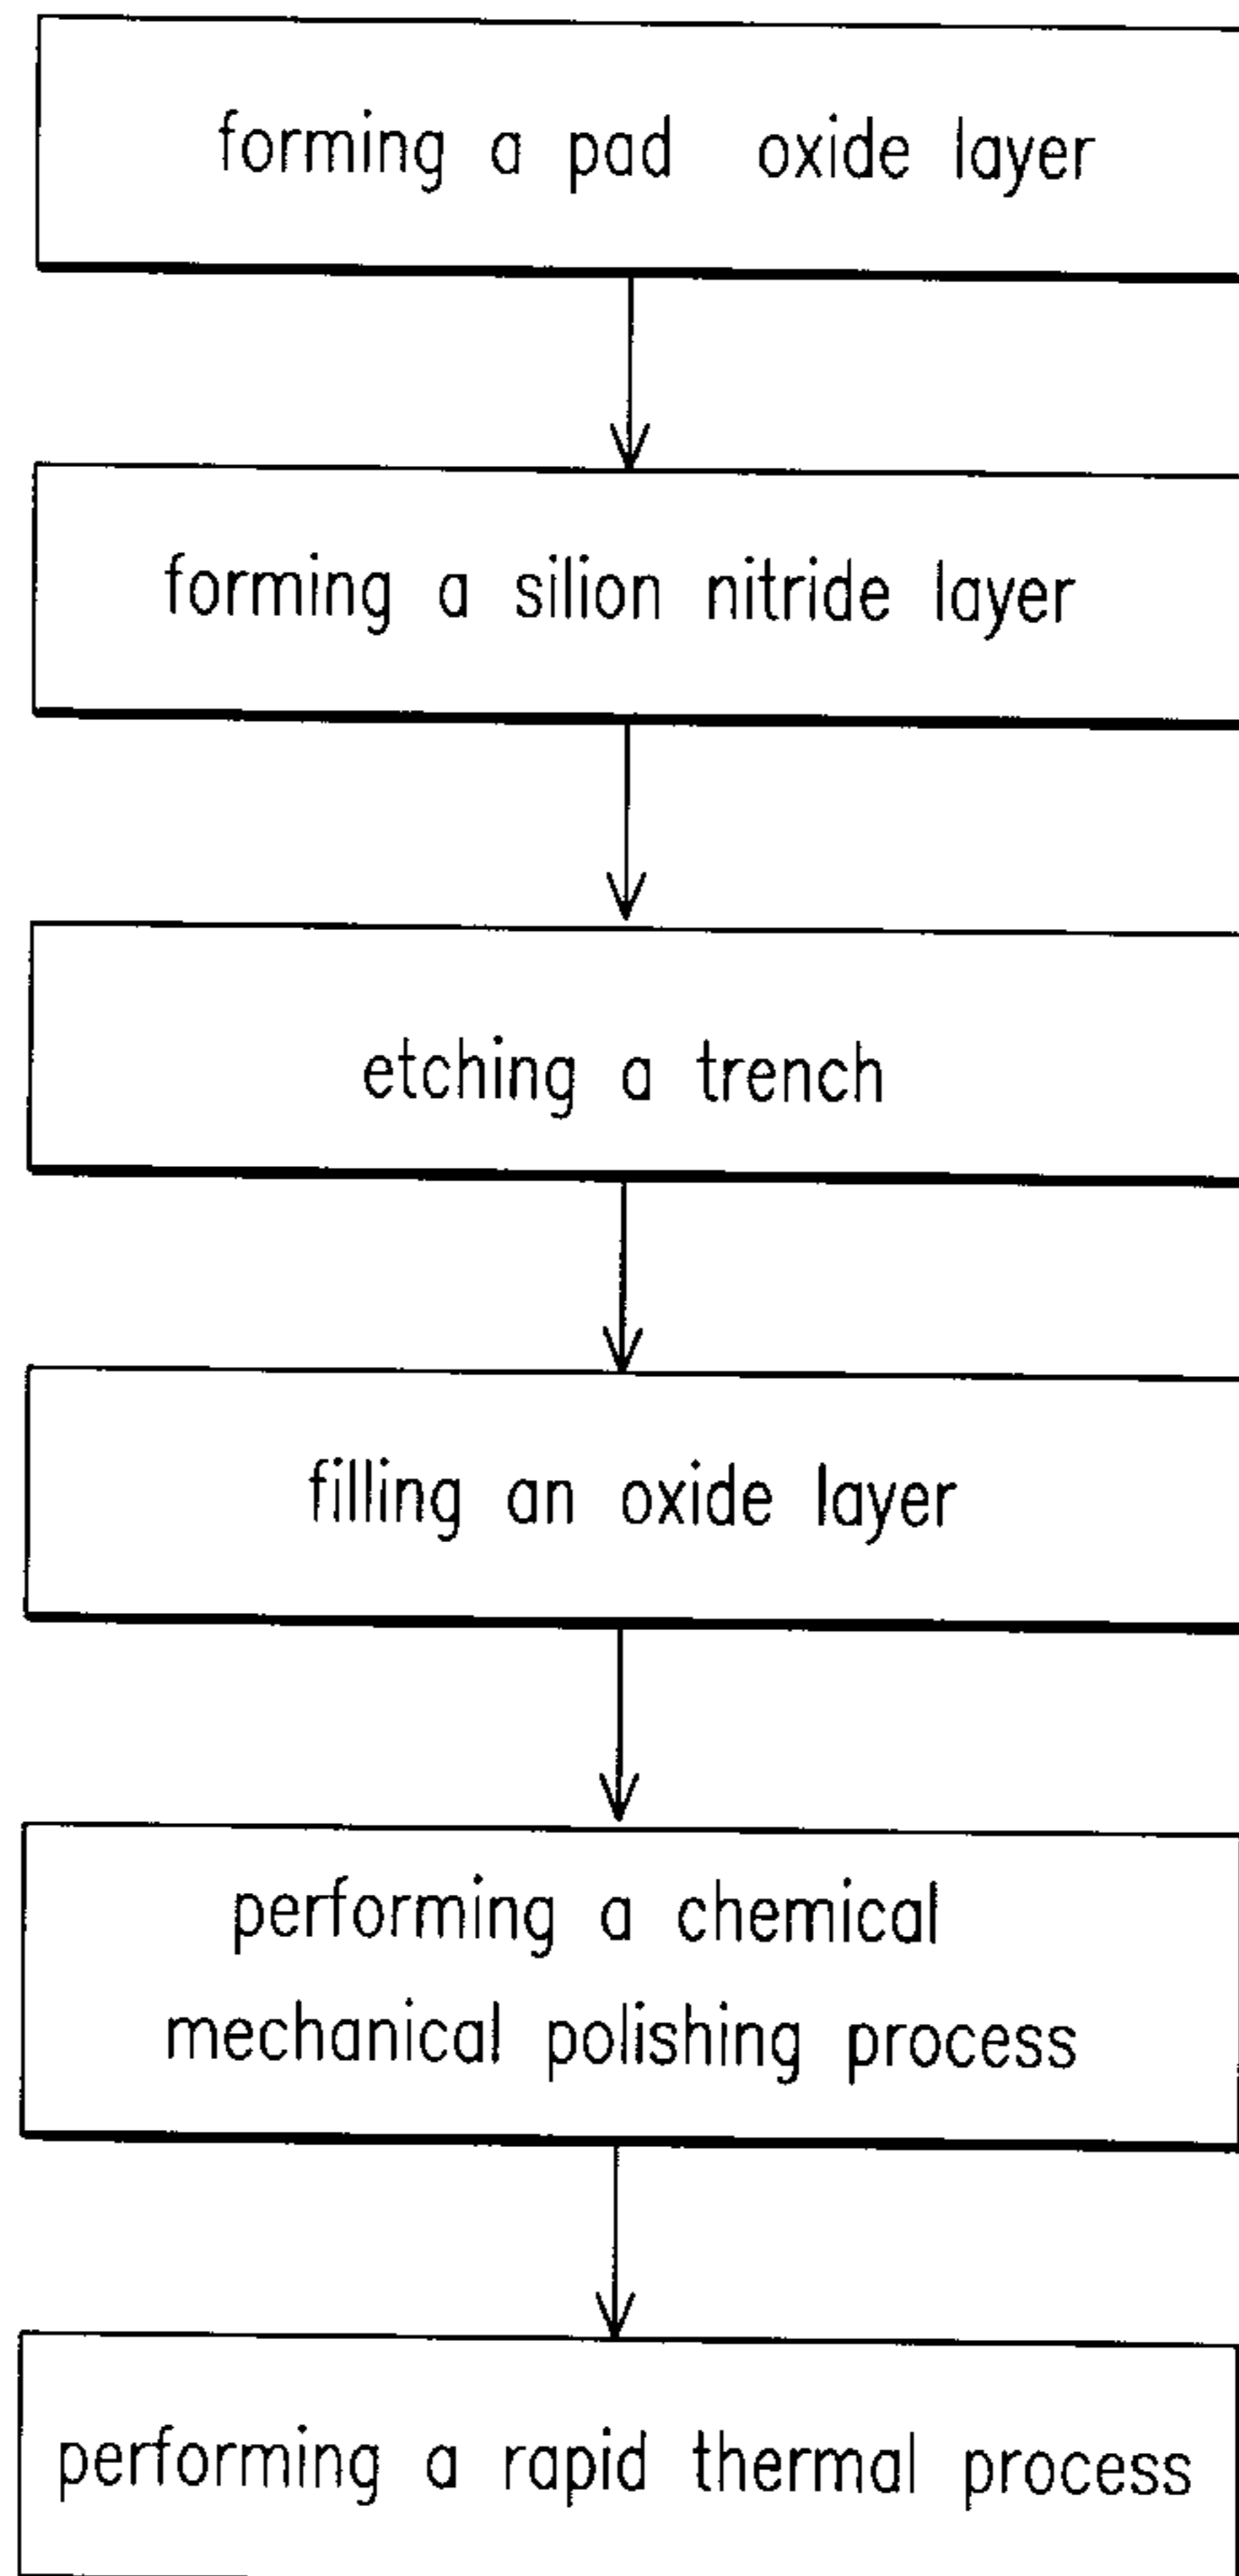 forming a pad oxide layer
forming a silion nitride layer
etching a trench
filling an oxide layer
performing a chemical
mechanical polishing process
performing a rapid thermal process